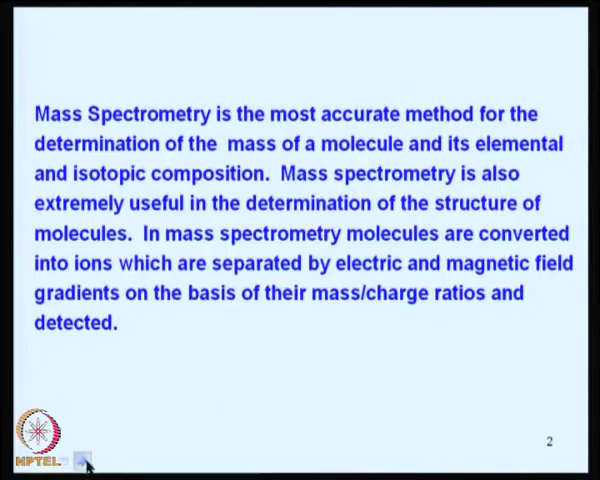 Mass Spectrometry is the most accurate method for the
determination of the mass of a molecule and its elemental
and isotopic composition. Mass spectrometry is also
extremely useful in the determination of the structure of
molecules. In mass spectrometry molecules are converted
into ions which are separated by electric and magnetic field
gradients on the basis of their mass/charge ratios and
detected.
2
NPTEL